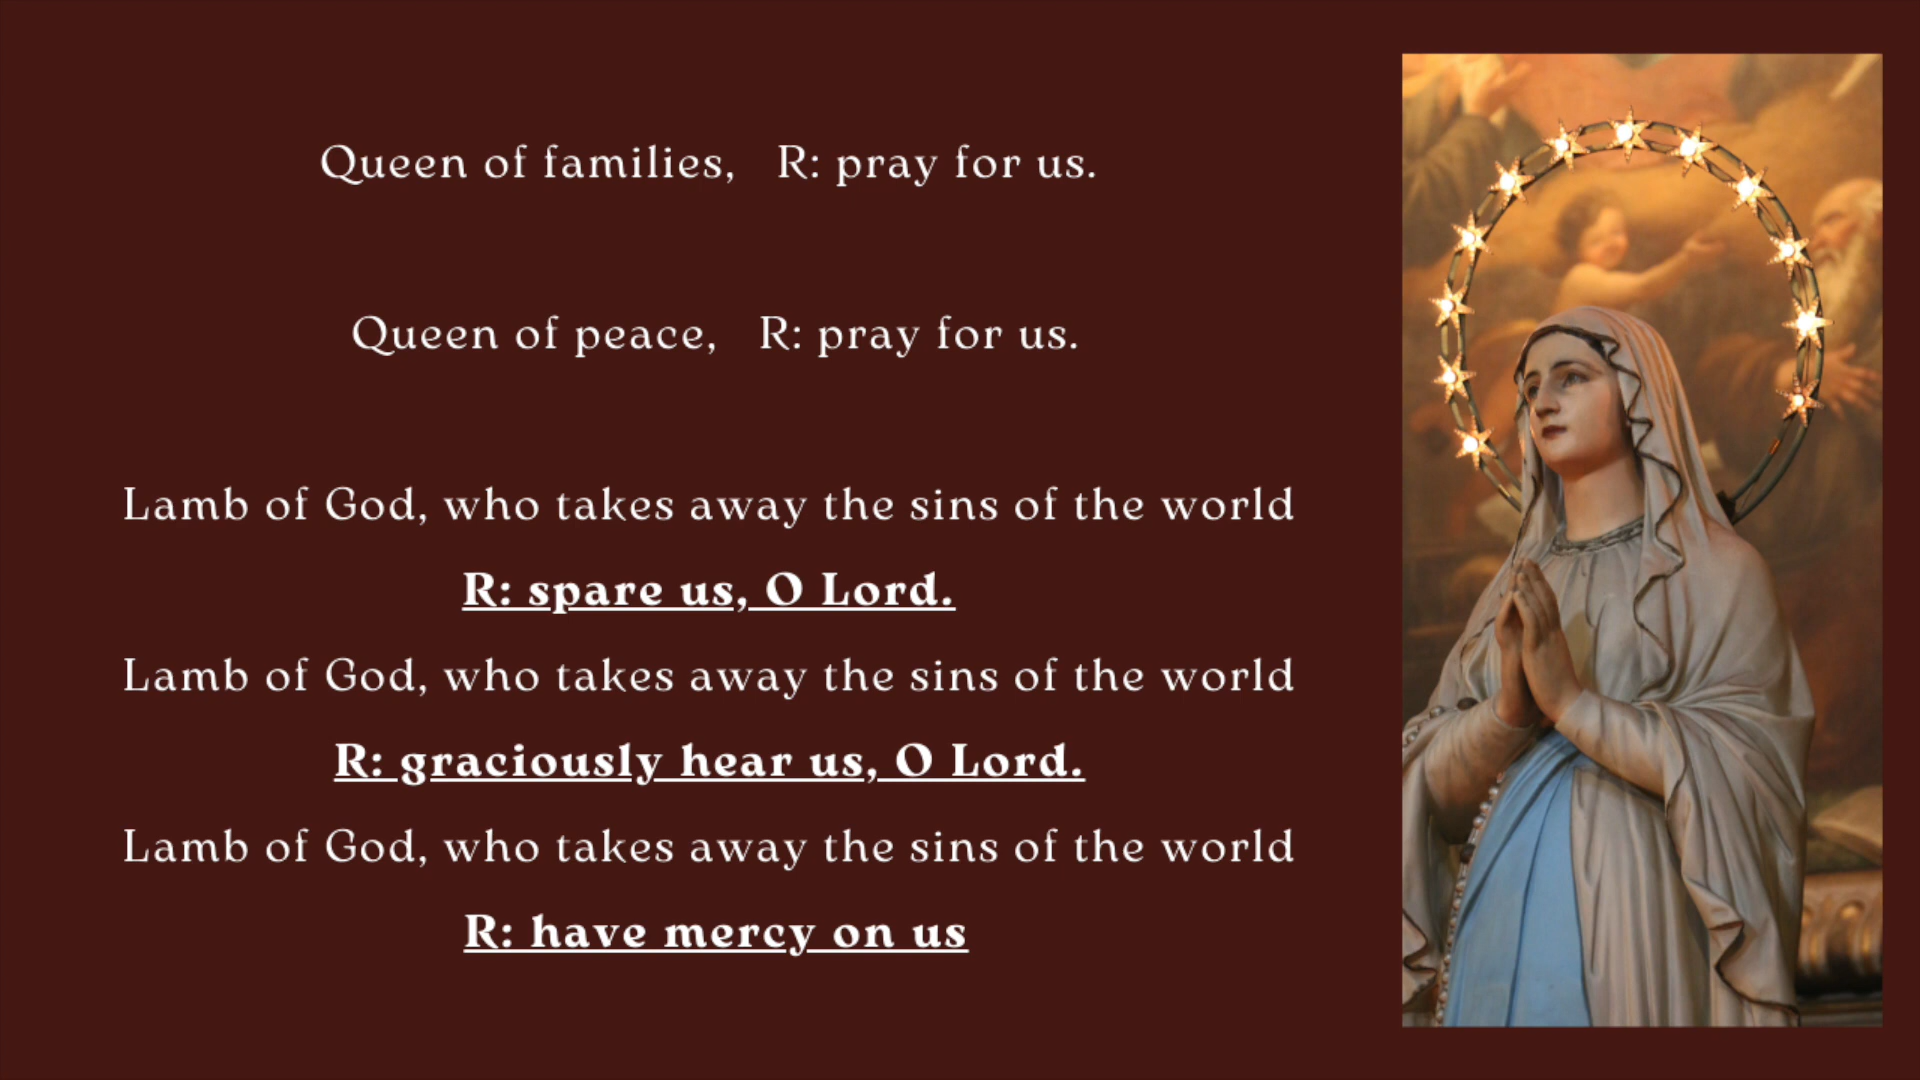 Queen of families, R: pray for us.
Queen of peace, R: pray for us.
Lamb of God, who takes away the sins of the world
R: spare us, O Lord.
Lamb of God, who takes away the sins of the world
R: graciously hear us, O Lord.
Lamb of God, who takes away the sins of the world
R: have mercy on us